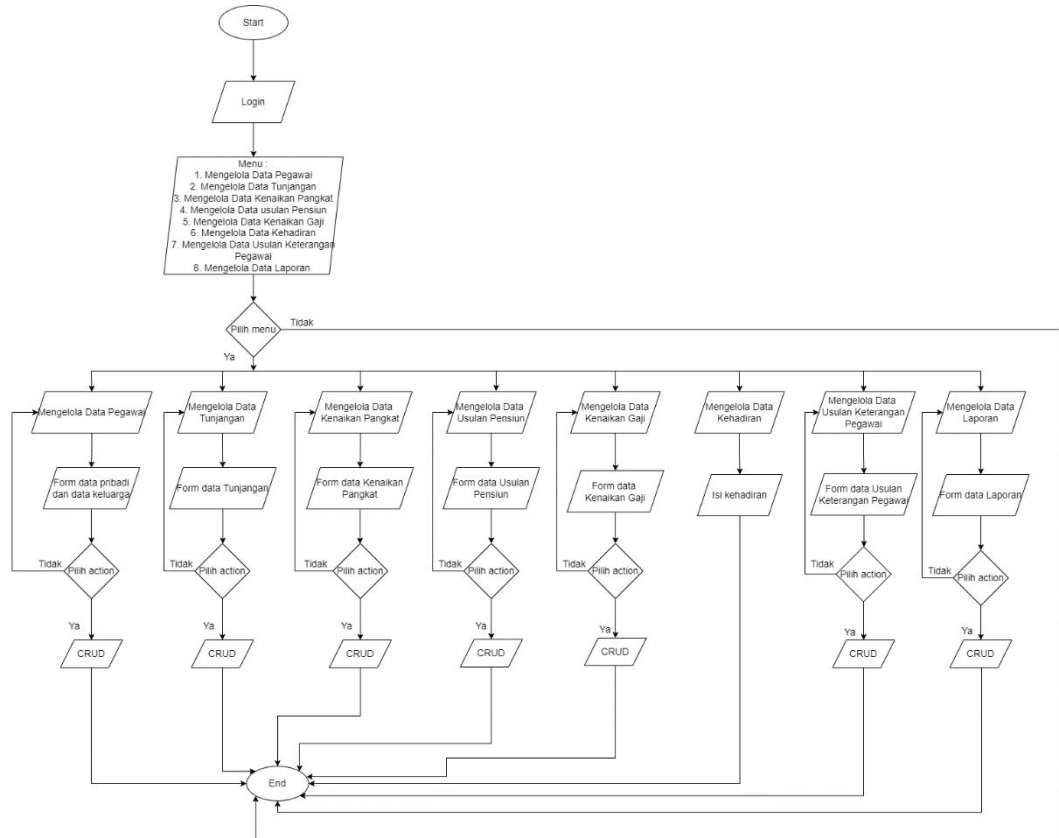 Start
Login
Menu :
1. Mengelola Data Pegawai
2. Mengelola Data Tunjangan
3. Mengelola Data Kenaikan Pangkat
4. Mengelola Data usulan Pensiun
5. Mengelola Data Kenaikan Gaji
6. Mengelola Data Kehadiran
7. Mengelola Data Usulan Keterangan
Pegawai
8. Mengelola Data Laporan
Pilih menu
Tidak
Ya
Mengelola Data Pegawai
Mengelola Data
Tunjangan
Mengelola Data
Kenaikan Pangkat
Mengelola Data
Usulan Pensiun
Mengelola Data
Kenaikan Gaji
Mengelola Data
Kehadiran
Mengelola Data
Usulan Keterangan
Pegawai
Mengelola Data
Laporan
Form data pribadi
dan data keluarga
Form data Tunjangan
Form data Kenaikan
Pangkat
Form data Usulan
Pensiun
Form data
Kenaikan Gaji
Isi kehadiran
Form data Usulan
Keterangan Pegawai
Form data Laporan
Tidak
Pilih action
Tidak
Pilih action
Tidak
Pilih action
Tidak
Pilih action
Tidak
Pilih action
Tidak
Pilih action
Tidak
Pilih action
Ya
Ya
Ya
Ya
Ya
Ya
Ya
CRUD
CRUD
CRUD
CRUD
CRUD
CRUD
CRUD
End